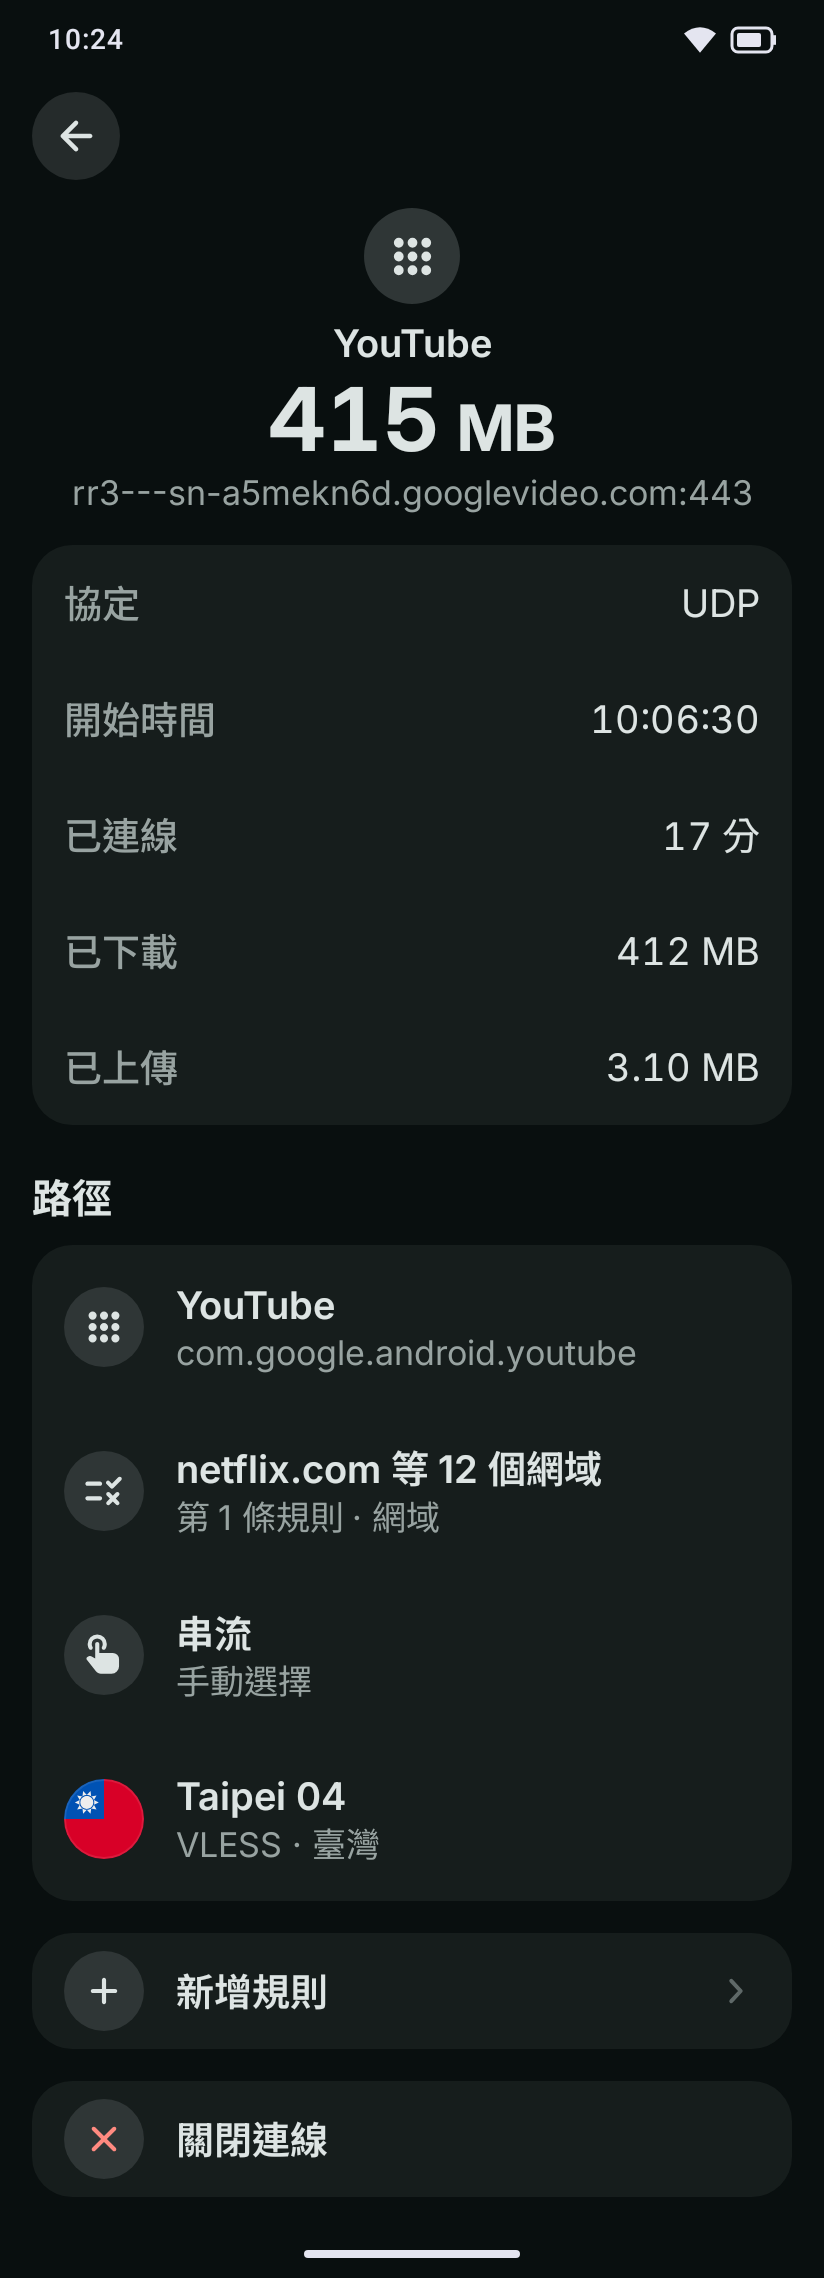 10:24
YouTube
415 MB
rr3---sn-a5mekn6d.googlevideo.com:443
協定
UDP
開始時間
10:06:30
已連線
17 分
已下載
412 MB
已上傳
3.10 MB
路徑
YouTube
com.google.android.youtube
netflix.com 等 12 個網域
第 1 條規則 · 網域
串流
手動選擇
Taipei 04
VLESS · 臺灣
新增規則
關閉連線